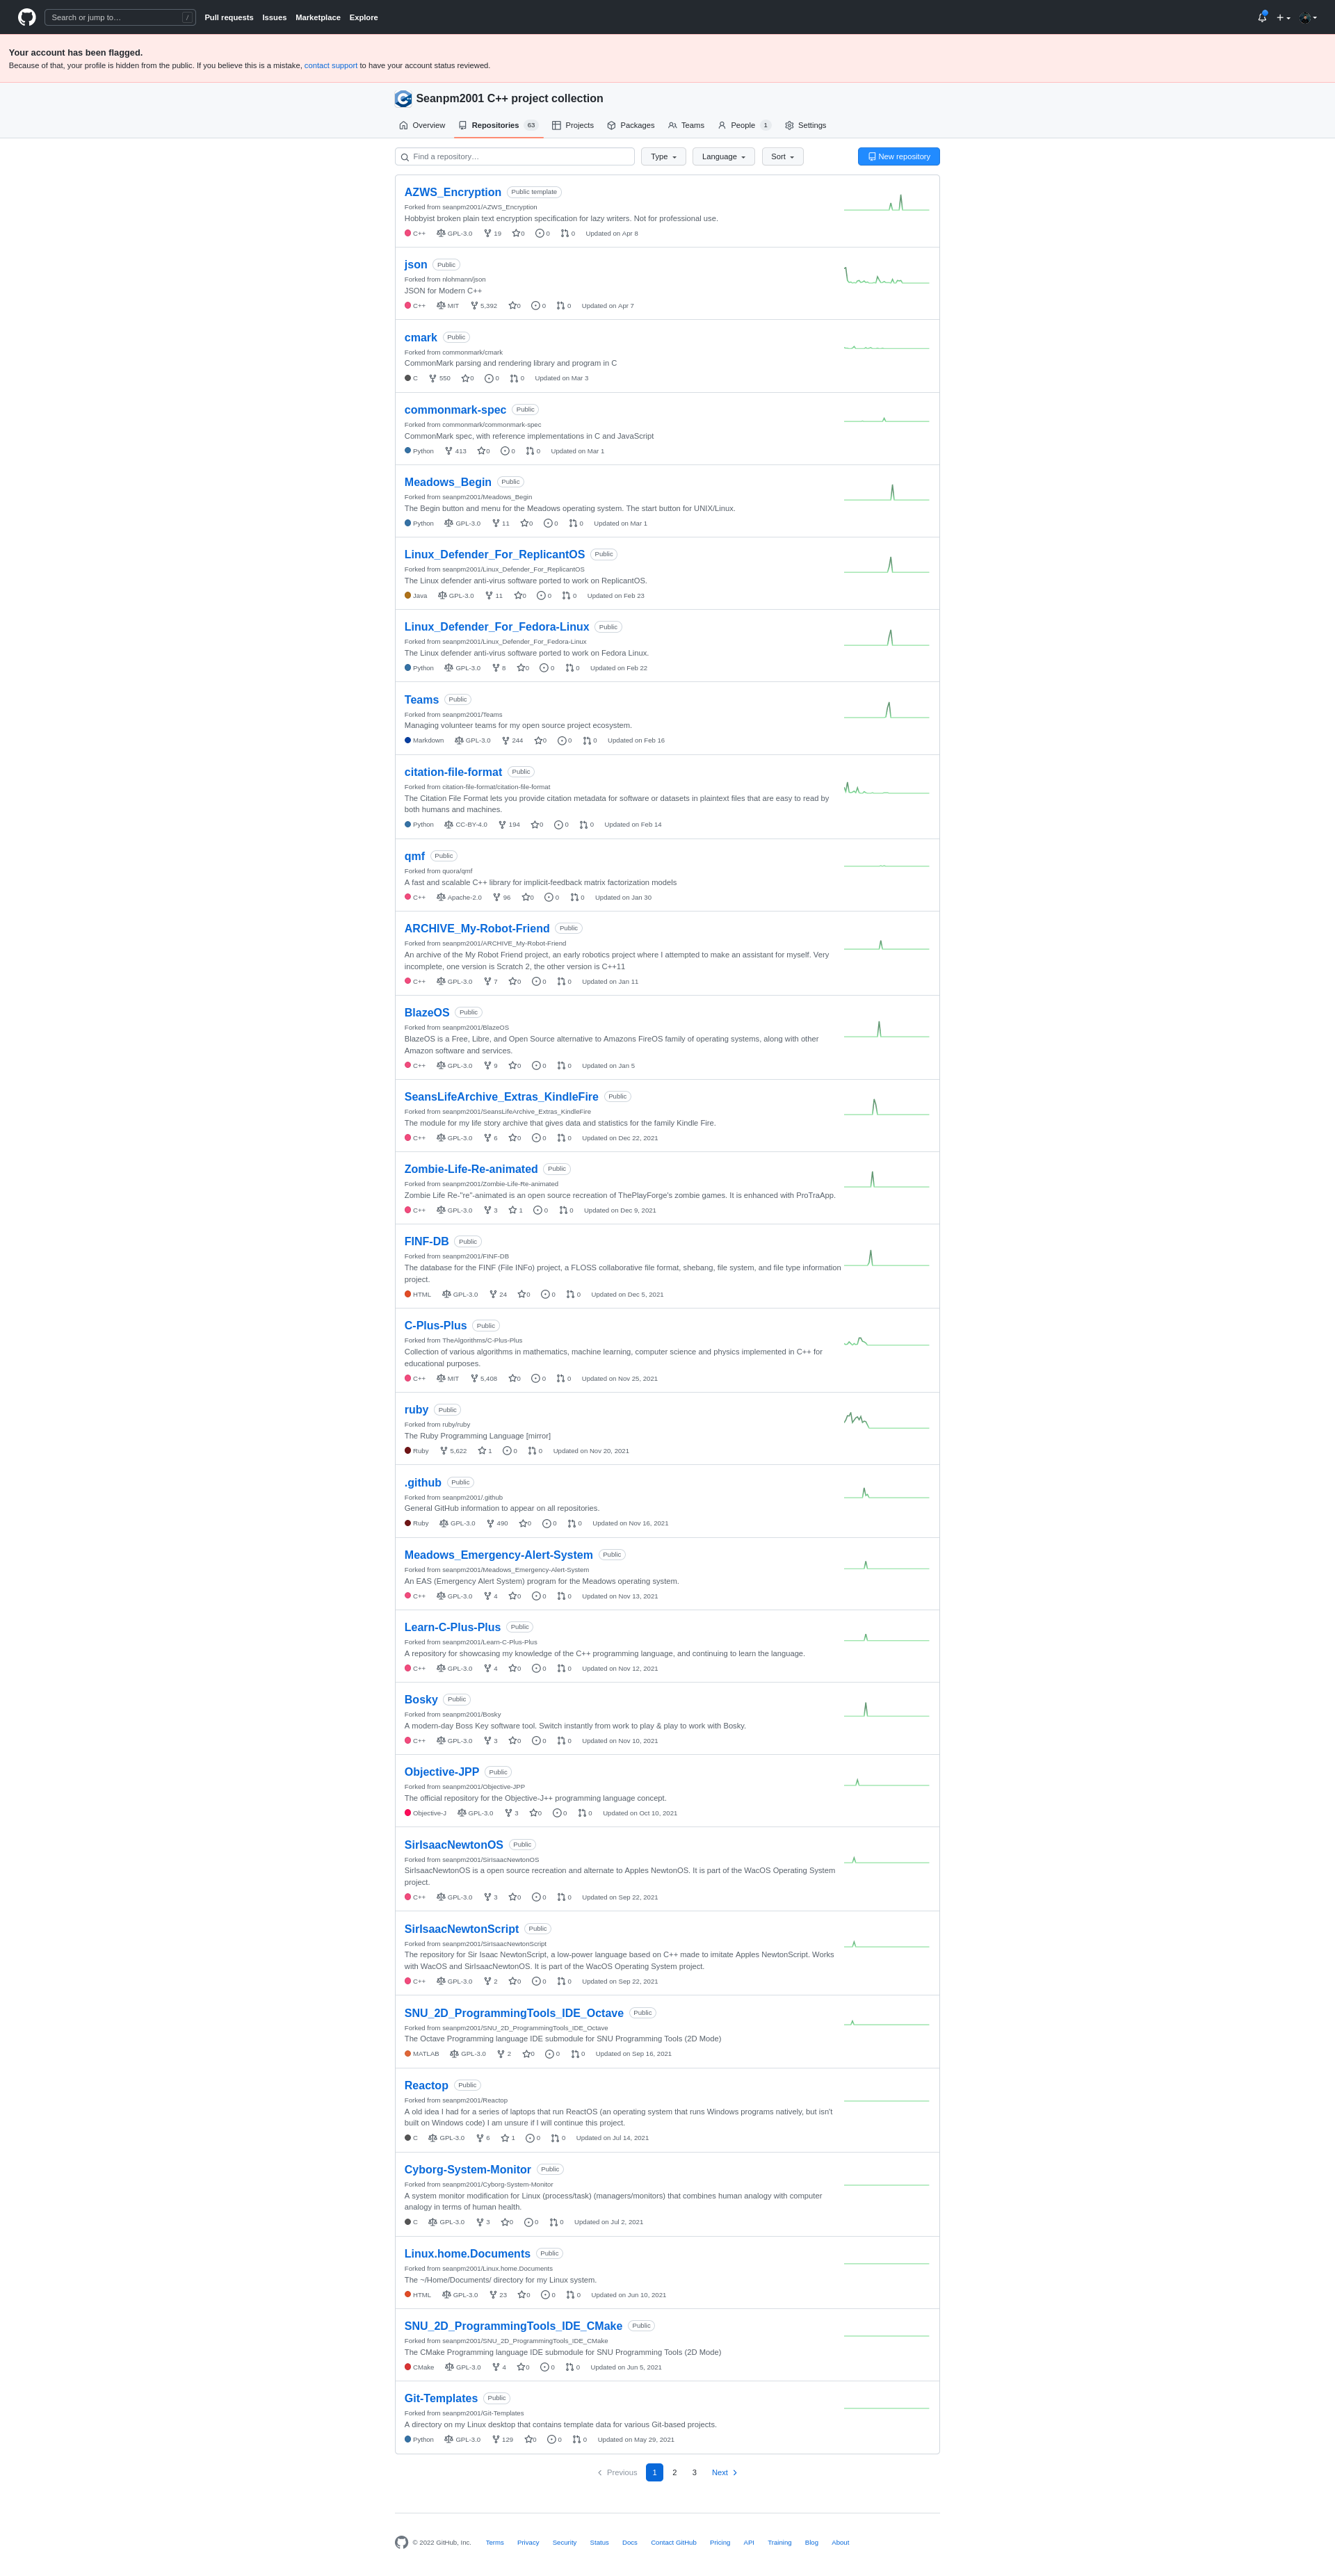 Search or jump to… /
Pull requests Issues Marketplace Explore
Your account has been flagged.
Because of that, your profile is hidden from the public. If you believe this is a mistake, contact support to have your account status reviewed.
Seanpm2001 C++ project collection
Overview Repositories 63 Projects Packages Teams People 1 Settings
Find a repository… Type Language Sort New repository
AZWS_Encryption Public template
Forked from seanpm2001/AZWS_Encryption
Hobbyist broken plain text encryption specification for lazy writers. Not for professional use.
C++ GPL-3.0 19 0 0 0 Updated on Apr 8
json Public
Forked from nlohmann/json
JSON for Modern C++
C++ MIT 5,392 0 0 0 Updated on Apr 7
cmark Public
Forked from commonmark/cmark
CommonMark parsing and rendering library and program in C
C 550 0 0 0 Updated on Mar 3
commonmark-spec Public
Forked from commonmark/commonmark-spec
CommonMark spec, with reference implementations in C and JavaScript
Python 413 0 0 0 Updated on Mar 1
Meadows_Begin Public
Forked from seanpm2001/Meadows_Begin
The Begin button and menu for the Meadows operating system. The start button for UNIX/Linux.
Python GPL-3.0 11 0 0 0 Updated on Mar 1
Linux_Defender_For_ReplicantOS Public
Forked from seanpm2001/Linux_Defender_For_ReplicantOS
The Linux defender anti-virus software ported to work on ReplicantOS.
Java GPL-3.0 11 0 0 0 Updated on Feb 23
Linux_Defender_For_Fedora-Linux Public
Forked from seanpm2001/Linux_Defender_For_Fedora-Linux
The Linux defender anti-virus software ported to work on Fedora Linux.
Python GPL-3.0 8 0 0 0 Updated on Feb 22
Teams Public
Forked from seanpm2001/Teams
Managing volunteer teams for my open source project ecosystem.
Markdown GPL-3.0 244 0 0 0 Updated on Feb 16
citation-file-format Public
Forked from citation-file-format/citation-file-format
The Citation File Format lets you provide citation metadata for software or datasets in plaintext files that are easy to read by
both humans and machines.
Python CC-BY-4.0 194 0 0 0 Updated on Feb 14
qmf Public
Forked from quora/qmf
A fast and scalable C++ library for implicit-feedback matrix factorization models
C++ Apache-2.0 96 0 0 0 Updated on Jan 30
ARCHIVE_My-Robot-Friend Public
Forked from seanpm2001/ARCHIVE_My-Robot-Friend
An archive of the My Robot Friend project, an early robotics project where I attempted to make an assistant for myself. Very
incomplete, one version is Scratch 2, the other version is C++11
C++ GPL-3.0 7 0 0 0 Updated on Jan 11
BlazeOS Public
Forked from seanpm2001/BlazeOS
BlazeOS is a Free, Libre, and Open Source alternative to Amazons FireOS family of operating systems, along with other
Amazon software and services.
C++ GPL-3.0 9 0 0 0 Updated on Jan 5
SeansLifeArchive_Extras_KindleFire Public
Forked from seanpm2001/SeansLifeArchive_Extras_KindleFire
The module for my life story archive that gives data and statistics for the family Kindle Fire.
C++ GPL-3.0 6 0 0 0 Updated on Dec 22, 2021
Zombie-Life-Re-animated Public
Forked from seanpm2001/Zombie-Life-Re-animated
Zombie Life Re-"re"-animated is an open source recreation of ThePlayForge's zombie games. It is enhanced with ProTraApp.
C++ GPL-3.0 3 1 0 0 Updated on Dec 9, 2021
FINF-DB Public
Forked from seanpm2001/FINF-DB
The database for the FINF (File INFo) project, a FLOSS collaborative file format, shebang, file system, and file type information
project.
HTML GPL-3.0 24 0 0 0 Updated on Dec 5, 2021
C-Plus-Plus Public
Forked from TheAlgorithms/C-Plus-Plus
Collection of various algorithms in mathematics, machine learning, computer science and physics implemented in C++ for
educational purposes.
C++ MIT 5,408 0 0 0 Updated on Nov 25, 2021
ruby Public
Forked from ruby/ruby
The Ruby Programming Language [mirror]
Ruby 5,622 1 0 0 Updated on Nov 20, 2021
.github Public
Forked from seanpm2001/.github
General GitHub information to appear on all repositories.
Ruby GPL-3.0 490 0 0 0 Updated on Nov 16, 2021
Meadows_Emergency-Alert-System Public
Forked from seanpm2001/Meadows_Emergency-Alert-System
An EAS (Emergency Alert System) program for the Meadows operating system.
C++ GPL-3.0 4 0 0 0 Updated on Nov 13, 2021
Learn-C-Plus-Plus Public
Forked from seanpm2001/Learn-C-Plus-Plus
A repository for showcasing my knowledge of the C++ programming language, and continuing to learn the language.
C++ GPL-3.0 4 0 0 0 Updated on Nov 12, 2021
Bosky Public
Forked from seanpm2001/Bosky
A modern-day Boss Key software tool. Switch instantly from work to play & play to work with Bosky.
C++ GPL-3.0 3 0 0 0 Updated on Nov 10, 2021
Objective-JPP Public
Forked from seanpm2001/Objective-JPP
The official repository for the Objective-J++ programming language concept.
Objective-J GPL-3.0 3 0 0 0 Updated on Oct 10, 2021
SirIsaacNewtonOS Public
Forked from seanpm2001/SirIsaacNewtonOS
SirIsaacNewtonOS is a open source recreation and alternate to Apples NewtonOS. It is part of the WacOS Operating System
project.
C++ GPL-3.0 3 0 0 0 Updated on Sep 22, 2021
SirIsaacNewtonScript Public
Forked from seanpm2001/SirIsaacNewtonScript
The repository for Sir Isaac NewtonScript, a low-power language based on C++ made to imitate Apples NewtonScript. Works
with WacOS and SirIsaacNewtonOS. It is part of the WacOS Operating System project.
C++ GPL-3.0 2 0 0 0 Updated on Sep 22, 2021
SNU_2D_ProgrammingTools_IDE_Octave Public
Forked from seanpm2001/SNU_2D_ProgrammingTools_IDE_Octave
The Octave Programming language IDE submodule for SNU Programming Tools (2D Mode)
MATLAB GPL-3.0 2 0 0 0 Updated on Sep 16, 2021
Reactop Public
Forked from seanpm2001/Reactop
A old idea I had for a series of laptops that run ReactOS (an operating system that runs Windows programs natively, but isn't
built on Windows code) I am unsure if I will continue this project.
C GPL-3.0 6 1 0 0 Updated on Jul 14, 2021
Cyborg-System-Monitor Public
Forked from seanpm2001/Cyborg-System-Monitor
A system monitor modification for Linux (process/task) (managers/monitors) that combines human analogy with computer
analogy in terms of human health.
C GPL-3.0 3 0 0 0 Updated on Jul 2, 2021
Linux.home.Documents Public
Forked from seanpm2001/Linux.home.Documents
The ~/Home/Documents/ directory for my Linux system.
HTML GPL-3.0 23 0 0 0 Updated on Jun 10, 2021
SNU_2D_ProgrammingTools_IDE_CMake Public
Forked from seanpm2001/SNU_2D_ProgrammingTools_IDE_CMake
The CMake Programming language IDE submodule for SNU Programming Tools (2D Mode)
CMake GPL-3.0 4 0 0 0 Updated on Jun 5, 2021
Git-Templates Public
Forked from seanpm2001/Git-Templates
A directory on my Linux desktop that contains template data for various Git-based projects.
Python GPL-3.0 129 0 0 0 Updated on May 29, 2021
Previous 1 2 3 Next
© 2022 GitHub, Inc. Terms Privacy Security Status Docs Contact GitHub Pricing API Training Blog About